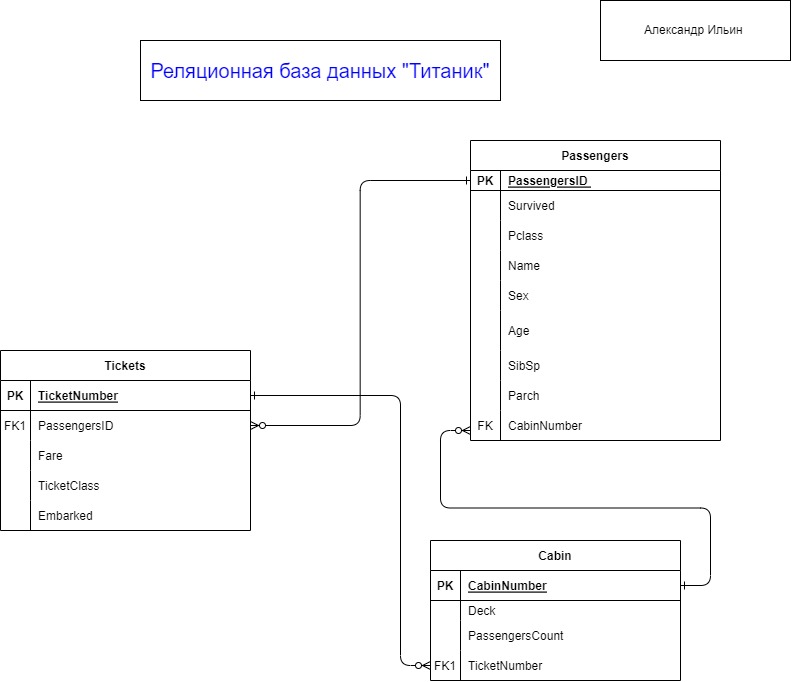 Александр Ильин
Реляционная база данных "Титаник"
Passengers
PK PassengersID
Survived
Pclass
Name
Sex
Age
SibSp
Parch
FK CabinNumber
Tickets
PK TicketNumber
FK1 PassengersID
Fare
TicketClass
Embarked
Cabin
PK CabinNumber
Deck
PassengersCount
FK1 TicketNumber